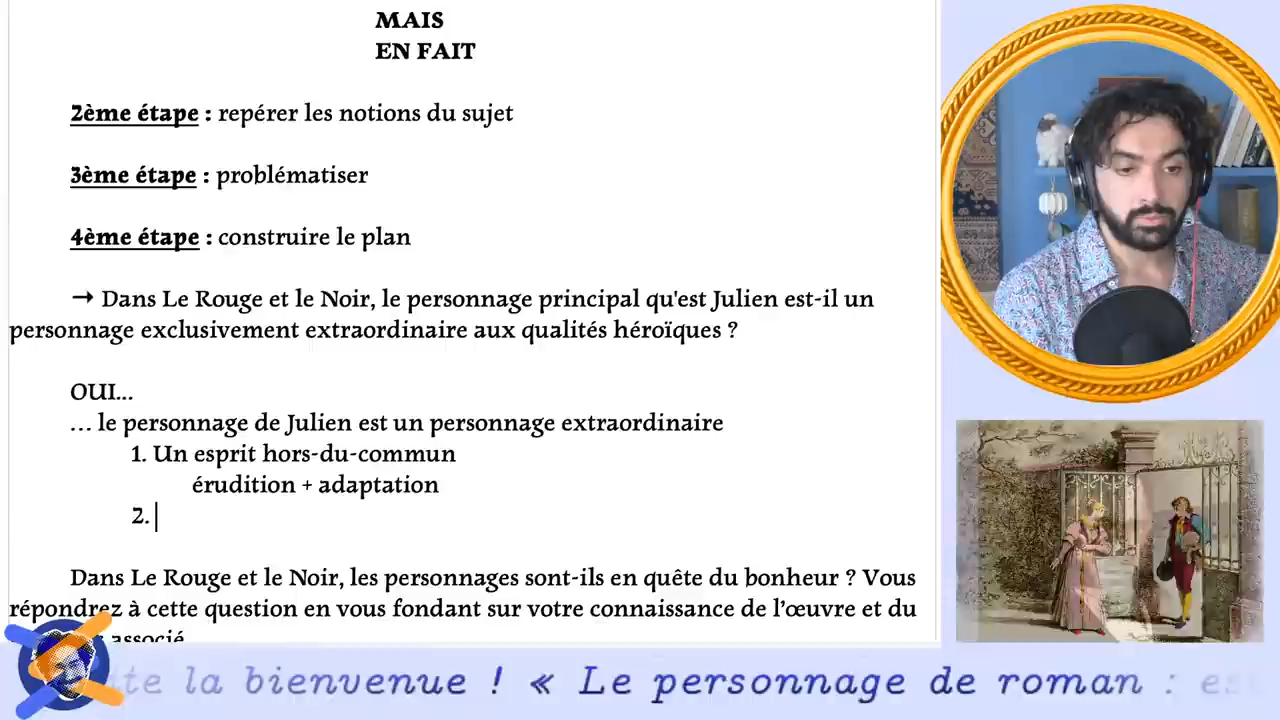 MAIS
EN FAIT
2ème étape : repérer les notions du sujet
3ème étape : problématiser
4ème étape : construire le plan
→ Dans Le Rouge et le Noir, le personnage principal qu'est Julien est-il un
personnage exclusivement extraordinaire aux qualités héroïques ?
OUI...
... le personnage de Julien est un personnage extraordinaire
1. Un esprit hors-du-commun
érudition + adaptation
2.
Dans Le Rouge et le Noir, les personnages sont-ils en quête du bonheur ? Vous
répondrez à cette question en vous fondant sur votre connaissance de l'œuvre et du
associé
la bienvenue ! « Le personnage de roman :